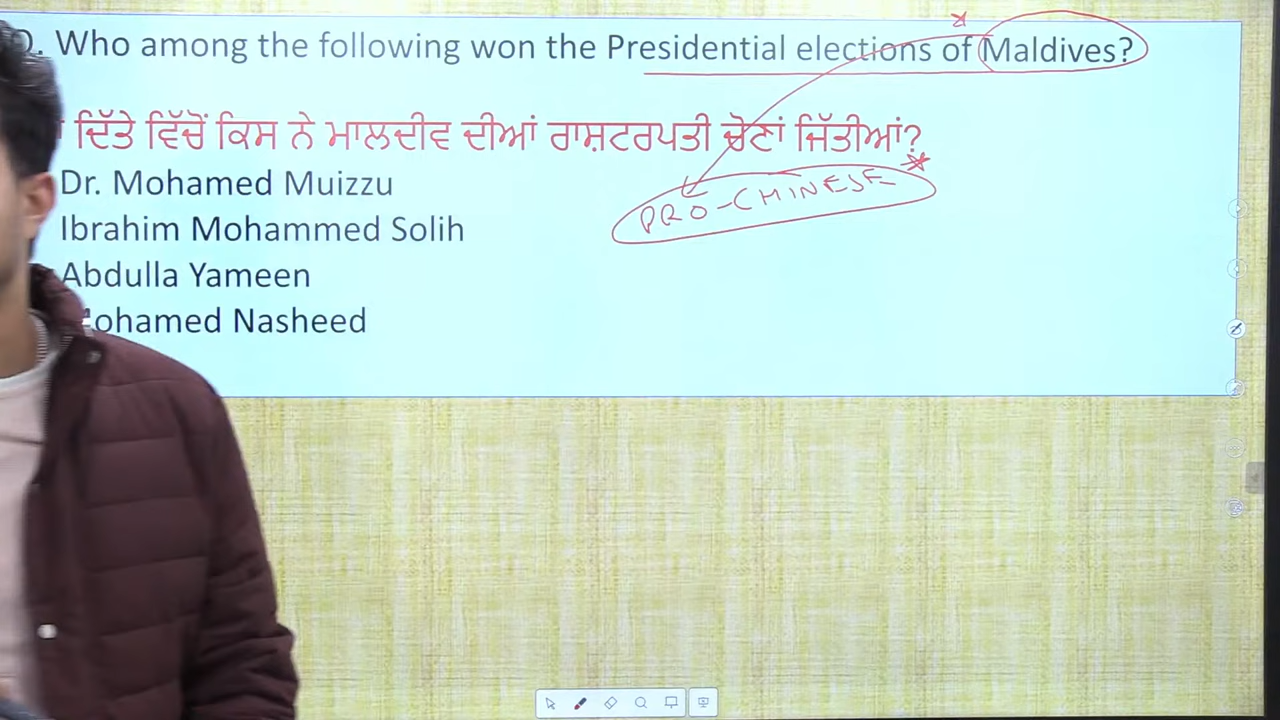 Q. Who among the following won the Presidential elections of Maldives?
ਦਿੱਤੇ ਵਿੱਚੋਂ ਕਿਸ ਨੇ ਮਾਲਦੀਵ ਦੀਆਂ ਰਾਸ਼ਟਰਪਤੀ ਚੋਣਾਂ ਜਿੱਤੀਆਂ?
Dr. Mohamed Muizzu
PRO-CHINESE
Ibrahim Mohammed Solih
Abdulla Yameen
Mohamed Nasheed